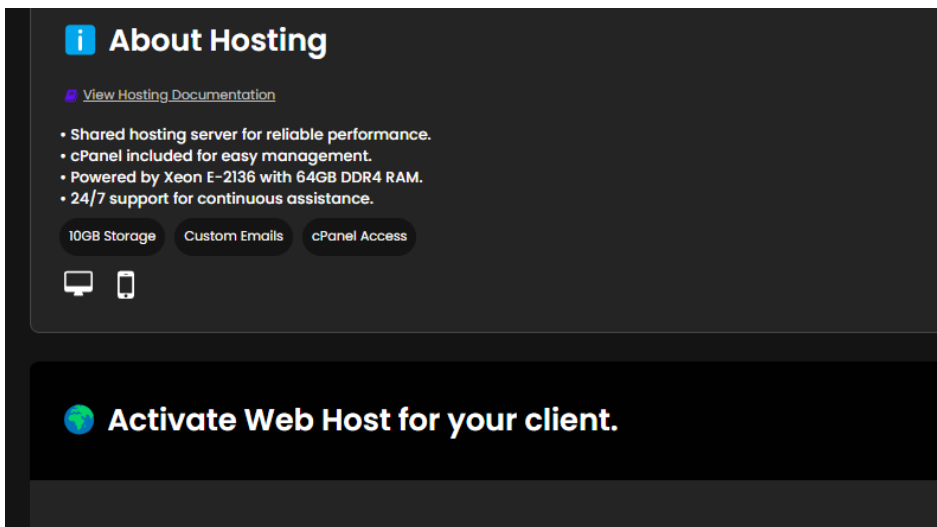 About Hosting
View Hosting Documentation
• Shared hosting server for reliable performance.
• cPanel included for easy management.
• Powered by Xeon E-2136 with 64GB DDR4 RAM.
• 24/7 support for continuous assistance.
10GB Storage Custom Emails cPanel Access
Activate Web Host for your client.